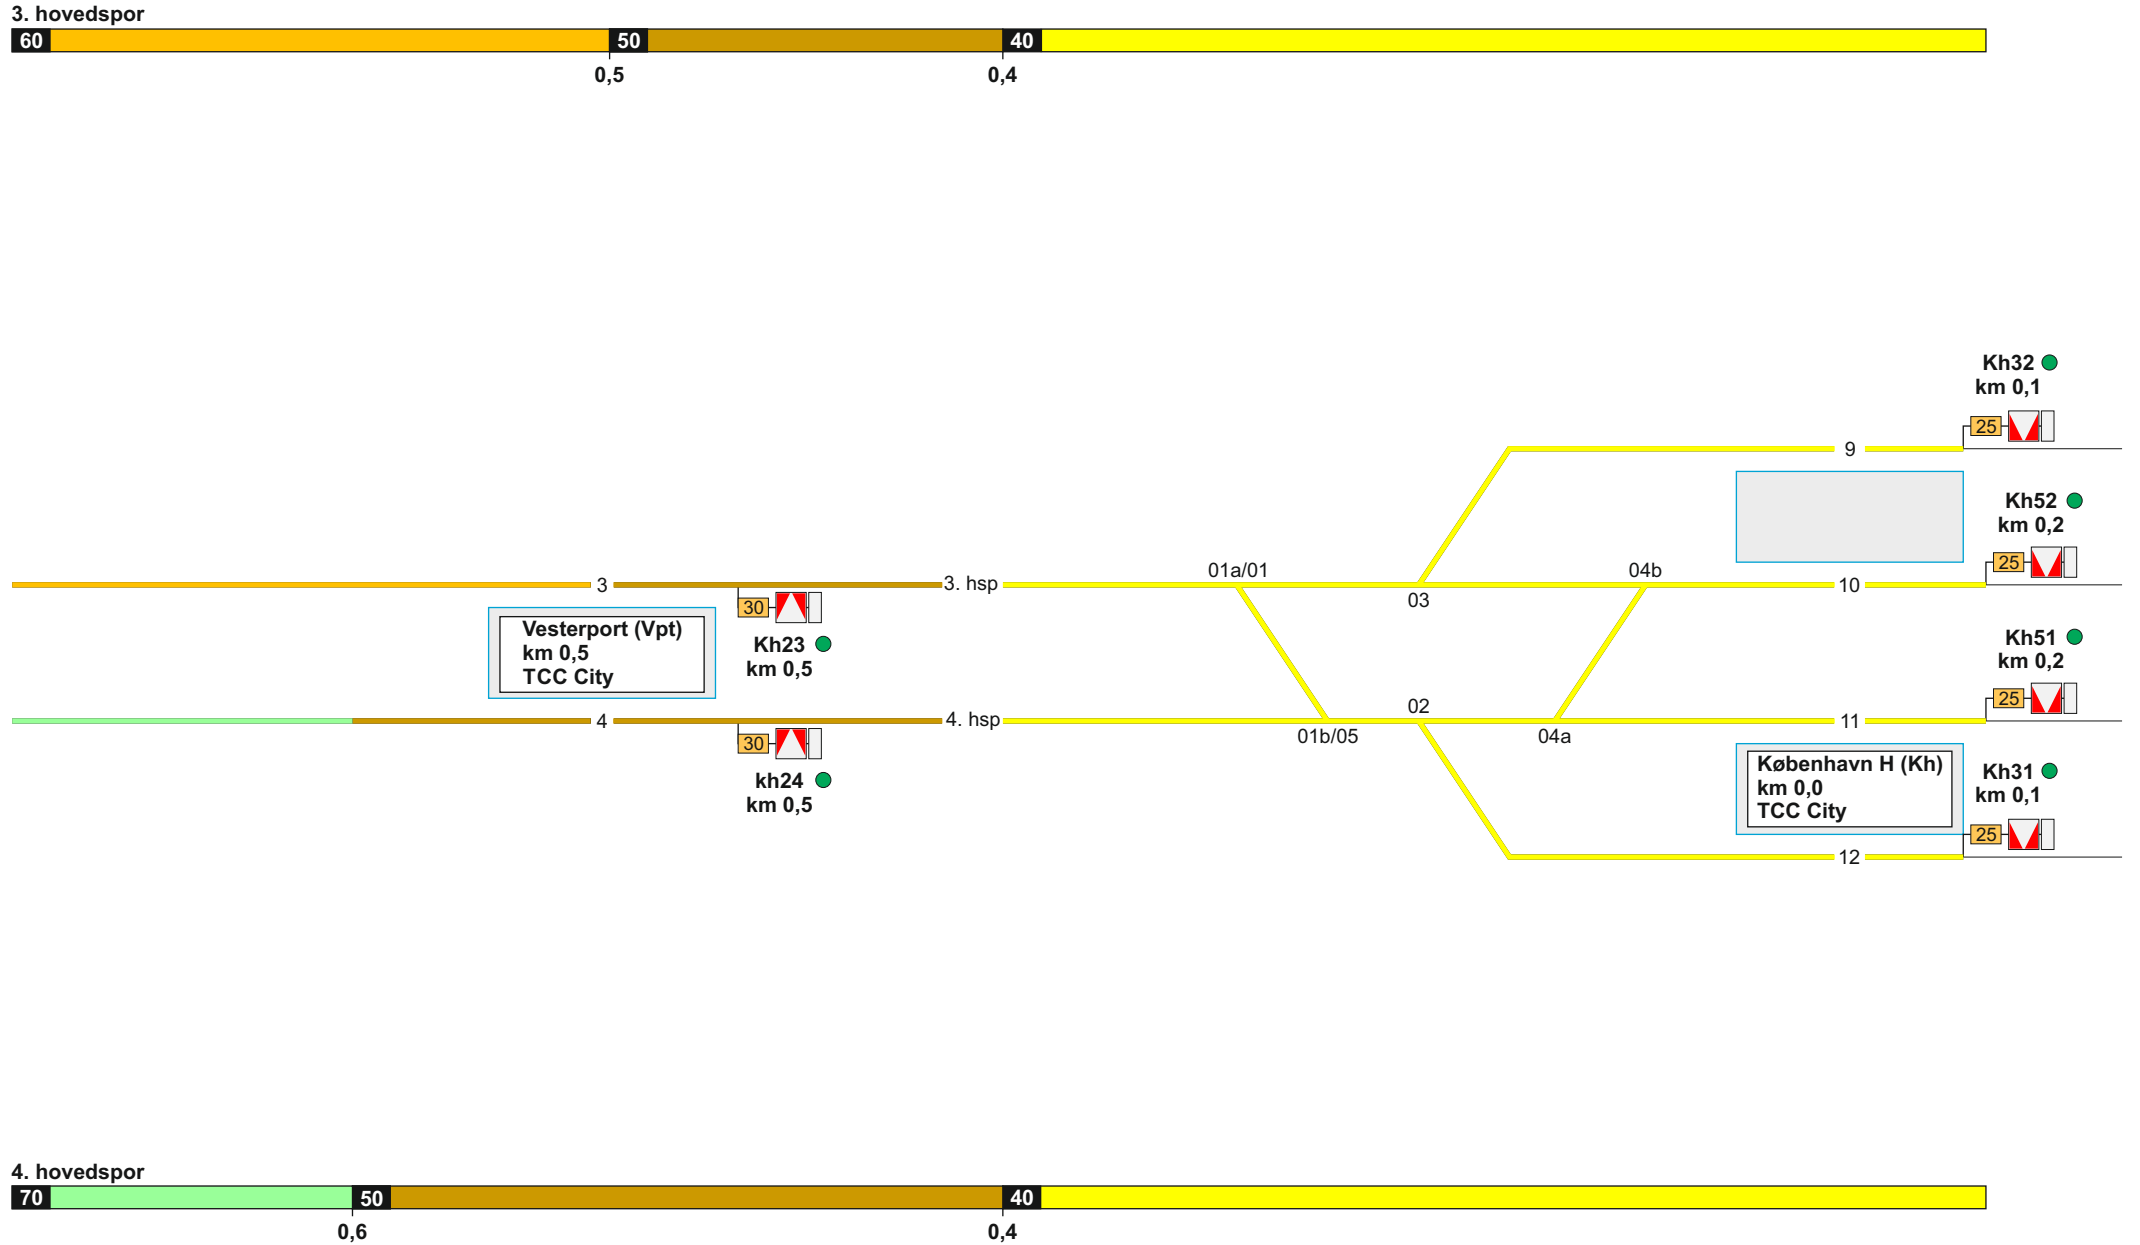 3. hovedspor
60 50 40
0,5 0,4
Kh32
km 0,1
25
9
Kh52
km 0,2
25
01a/01 04b
3 3. hsp 10
03
30
Vesterport (Vpt)
km 0,5
TCC City
Kh23
km 0,5
Kh51
km 0,2
25
02
4 4. hsp 11
01b/05 04a
30
kh24
km 0,5
København H (Kh)
km 0,0
TCC City
Kh31
km 0,1
25
12
4. hovedspor
70 50 40
0,6 0,4